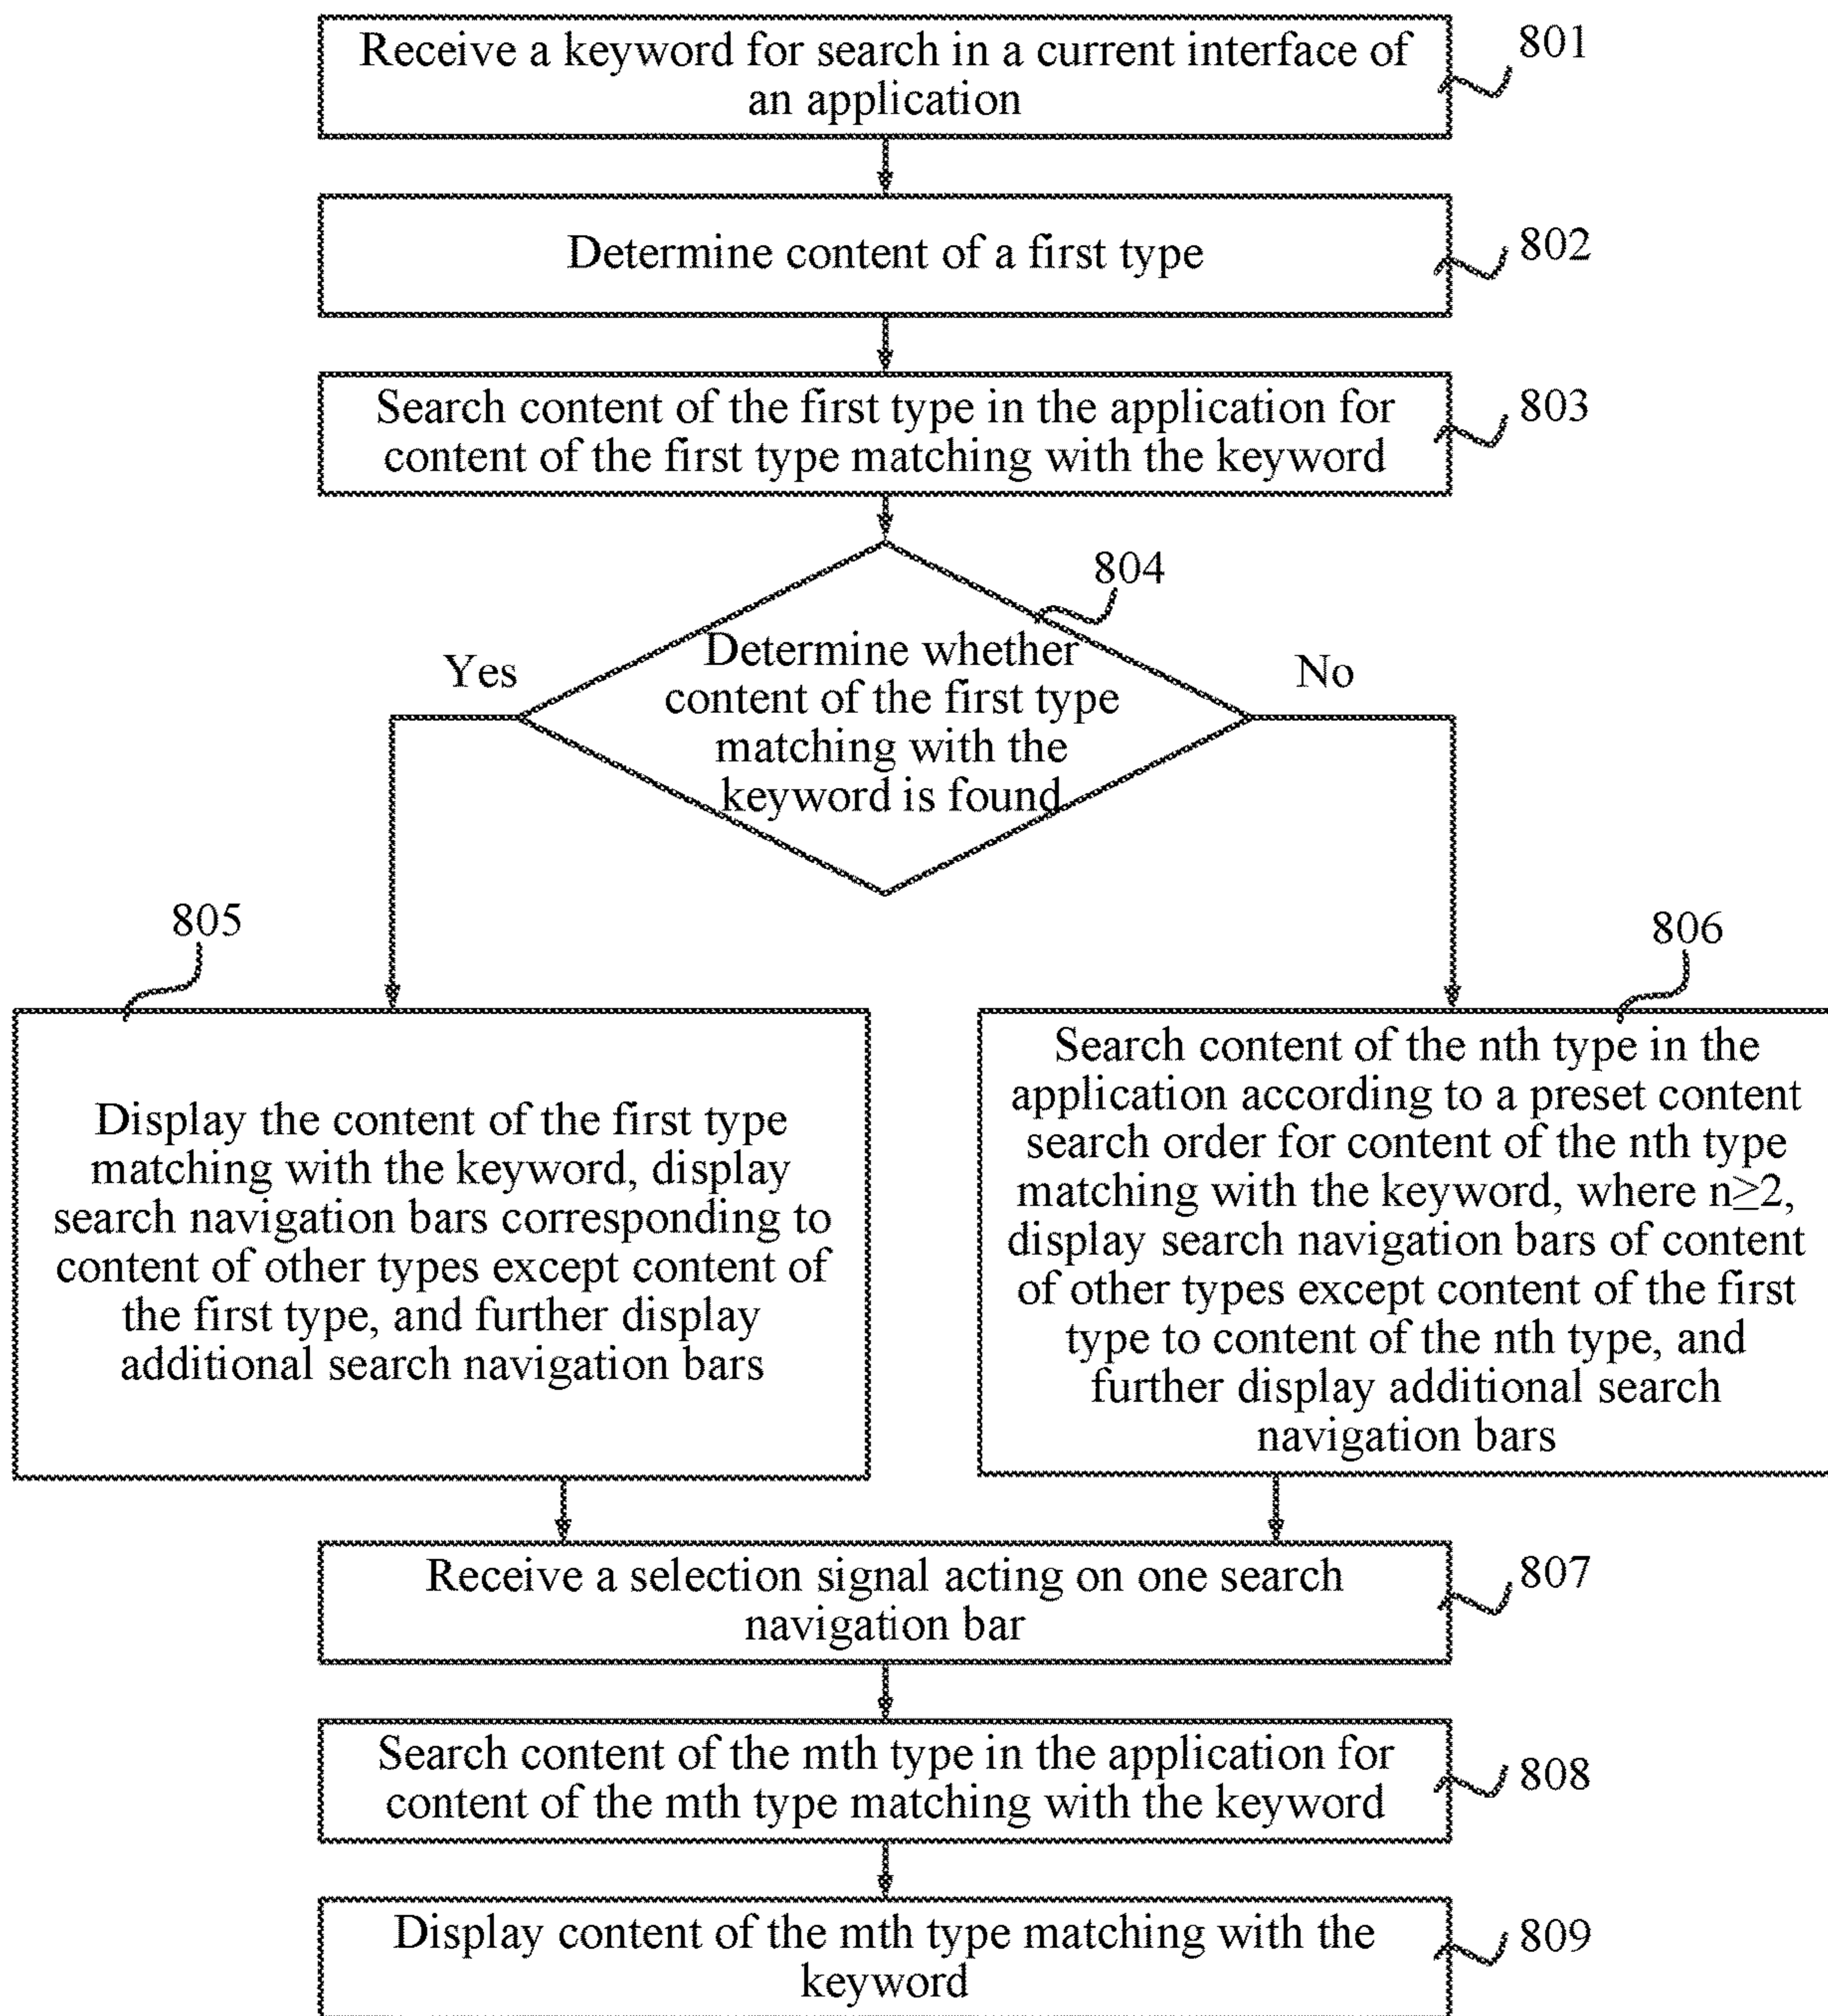 Receive a keyword for search in a current interface of
an application
801
Determine content of a first type
802
Search content of the first type in the application for
content of the first type matching with the keyword
803
804
Determine whether
content of the first type
matching with the
keyword is found
Yes
No
805
Display the content of the first type
matching with the keyword, display
search navigation bars corresponding to
content of other types except content of
the first type, and further display
additional search navigation bars
806
Search content of the nth type in the
application according to a preset content
search order for content of the nth type
matching with the keyword, where n≥2,
display search navigation bars of content
of other types except content of the first
type to content of the nth type, and
further display additional search
navigation bars
Receive a selection signal acting on one search
navigation bar
807
Search content of the mth type in the application for
content of the mth type matching with the keyword
808
Display content of the mth type matching with the
keyword
809